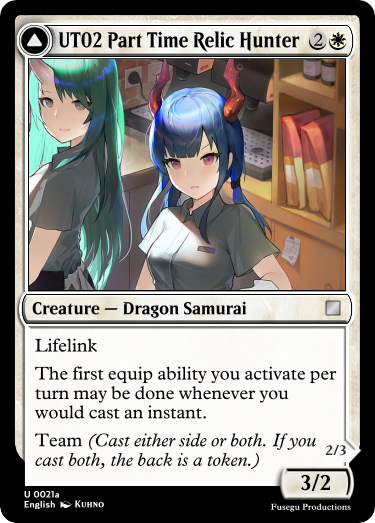 UT02 Part Time Relic Hunter 2
Creature — Dragon Samurai
Lifelink
The first equip ability you activate per
turn may be done whenever you
would cast an instant.
Team (Cast either side or both. If you
cast both, the back is a token.)
2/3
3/2
U 0021a
English Kuhno
Fusegu Productions